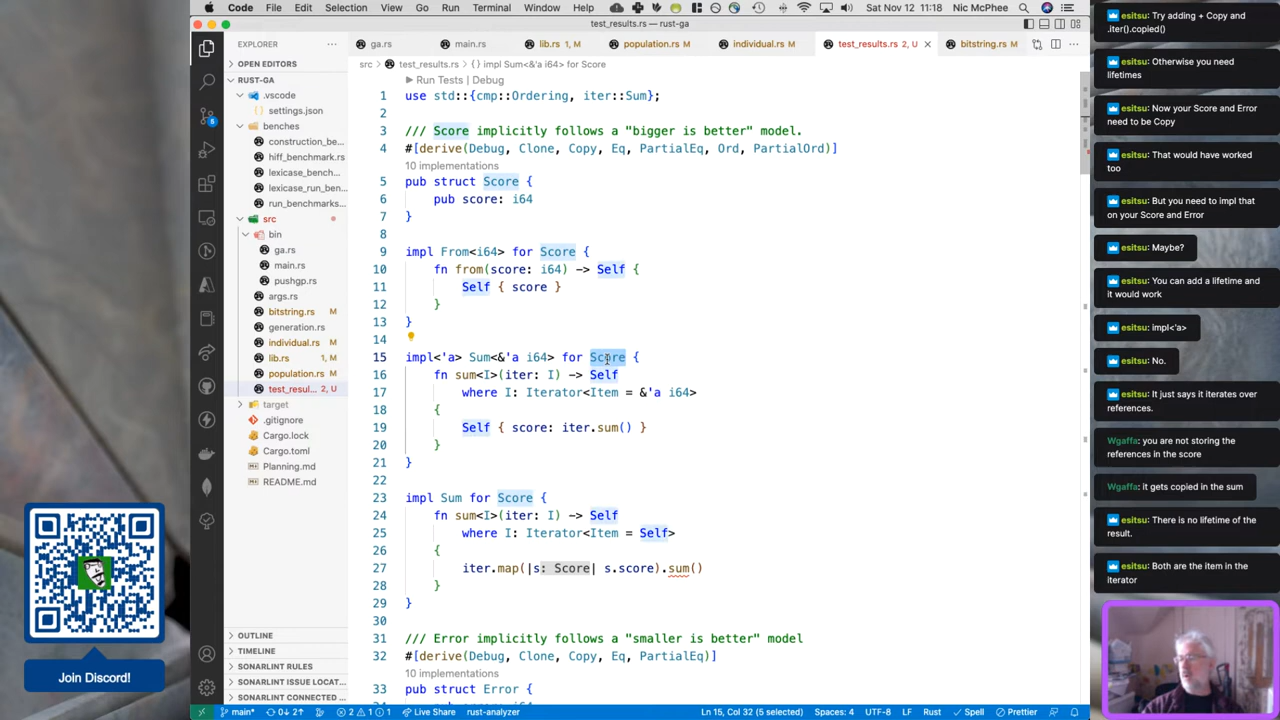 Code File Edit Selection View Go Run Terminal Window Help Sat Nov 12 11:18 Nic McPhee
test_results.rs — rust-ga
EXPLORER
OPEN EDITORS
RUST-GA
.vscode
settings.json
benches
construction_be...
hiff_benchmark.rs
lexicase_bench...
lexicase_run_ben...
run_benchmarks...
src
bin
ga.rs
main.rs
pushgp.rs
args.rs
bitstring.rs M
generation.rs
individual.rs M
lib.rs 1, M
population.rs M
test_resul... 2, U
target
.gitignore
Cargo.lock
Cargo.toml
Planning.md
README.md
OUTLINE
TIMELINE
SONARLINT RULES
SONARLINT ISSUE LOCAT...
SONARLINT CONNECTED ...
ga.rs main.rs lib.rs 1, M population.rs M individual.rs M test_results.rs 2, U bitstring.rs M
src > test_results.rs > {} impl Sum<&'a i64> for Score
Run Tests | Debug
1 use std::{cmp::Ordering, iter::Sum};
2
3 /// Score implicitly follows a "bigger is better" model.
4 #[derive(Debug, Clone, Copy, Eq, PartialEq, Ord, PartialOrd)]
10 implementations
5 pub struct Score {
6 pub score: i64
7 }
8
9 impl From<i64> for Score {
10 fn from(score: i64) -> Self {
11 Self { score }
12 }
13 }
14
15 impl<'a> Sum<&'a i64> for Score {
16 fn sum<I>(iter: I) -> Self
17 where I: Iterator<Item = &'a i64>
18 {
19 Self { score: iter.sum() }
20 }
21 }
22
23 impl Sum for Score {
24 fn sum<I>(iter: I) -> Self
25 where I: Iterator<Item = Self>
26 {
27 iter.map(|s: Score| s.score).sum()
28 }
29 }
30
31 /// Error implicitly follows a "smaller is better" model
32 #[derive(Debug, Clone, Copy, Eq, PartialEq)]
10 implementations
33 pub struct Error {
main* 0↓ 2↑ 2 1 1 Live Share rust-analyzer Ln 15, Col 32 (5 selected) Spaces: 4 UTF-8 LF Rust Spell Prettier
esitsu: Try adding + Copy and
.iter().copied()
esitsu: Otherwise you need
lifetimes
esitsu: Now your Score and Error
need to be Copy
esitsu: That would have worked
too
esitsu: But you need to impl that
on your Score and Error
esitsu: Maybe?
esitsu: You can add a lifetime and
it would work
esitsu: impl<'a>
esitsu: No.
esitsu: It just says it iterates over
references.
Wgaffa: you are not storing the
references in the score
Wgaffa: it gets copied in the sum
esitsu: There is no lifetime of the
result.
esitsu: Both are the item in the
iterator
Join Discord!